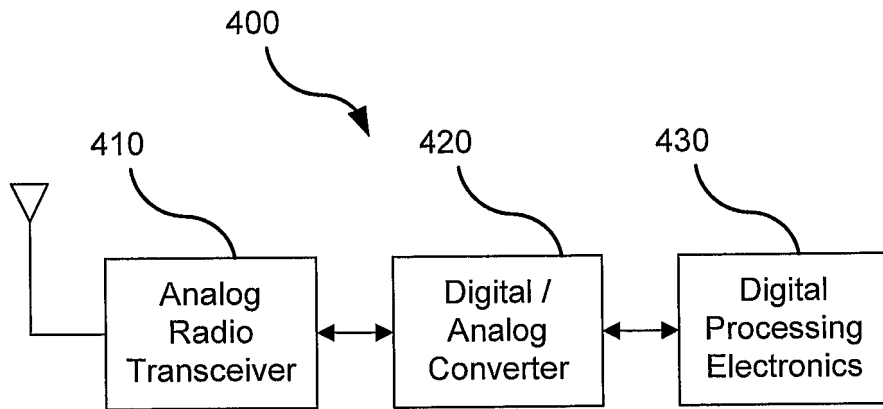 400
410
420
430
Analog
Radio
Transceiver
Digital /
Analog
Converter
Digital
Processing
Electronics